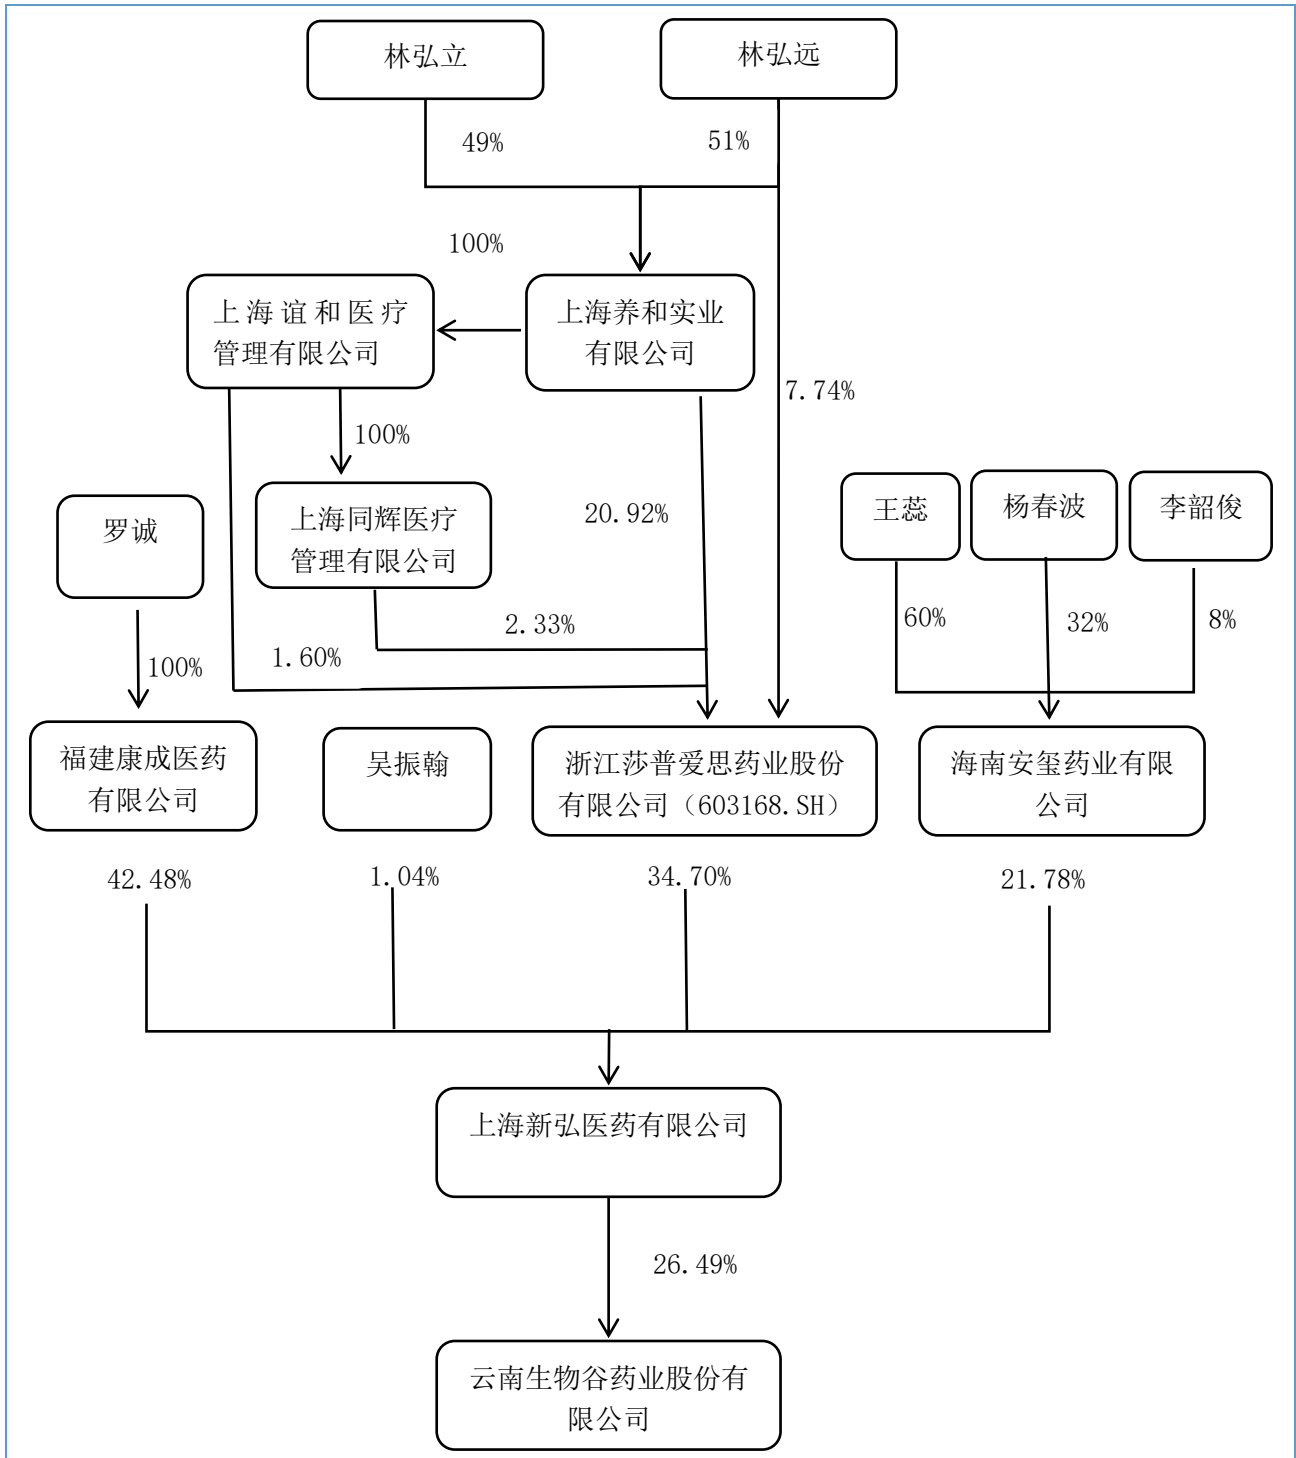 林弘立
林弘远
49%
51%
100%
上海谊和医疗
管理有限公司
上海养和实业
有限公司
7.74%
100%
20.92%
罗诚
上海同辉医疗
管理有限公司
王蕊
杨春波
李韶俊
2.33%
60%
32%
8%
100%
1.60%
福建康成医药
有限公司
吴振翰
浙江莎普爱思药业股份
有限公司（603168.SH）
海南安玺药业有限
公司
42.48%
1.04%
34.70%
21.78%
上海新弘医药有限公司
26.49%
云南生物谷药业股份有
限公司